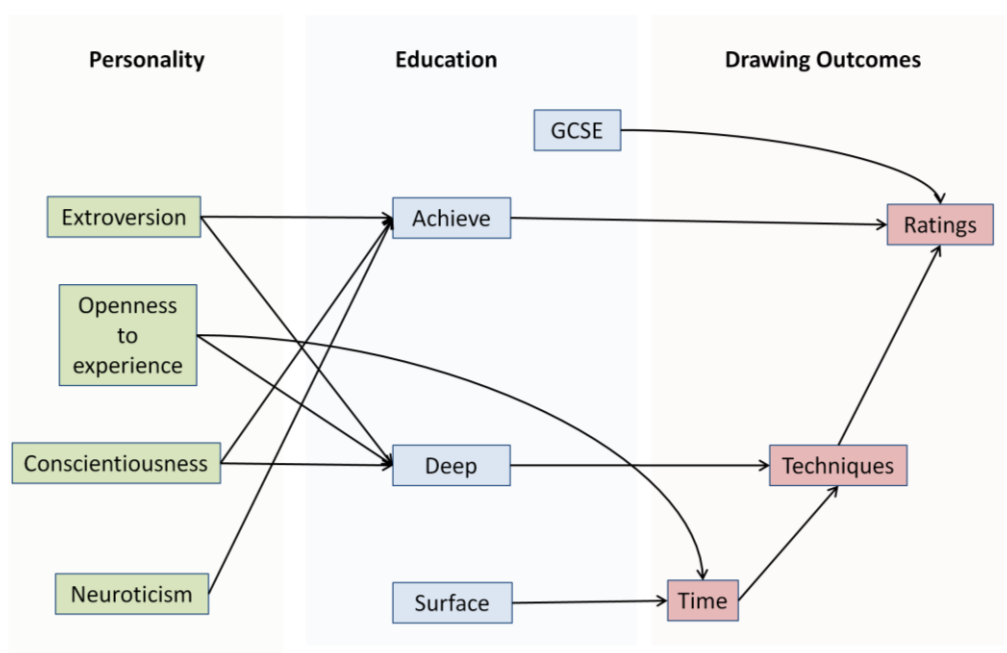 Personality
Education
Drawing Outcomes
GCSE
Extroversion
Achieve
Ratings
Openness
to
experience
Conscientiousness
Deep
Techniques
Neuroticism
Surface
Time